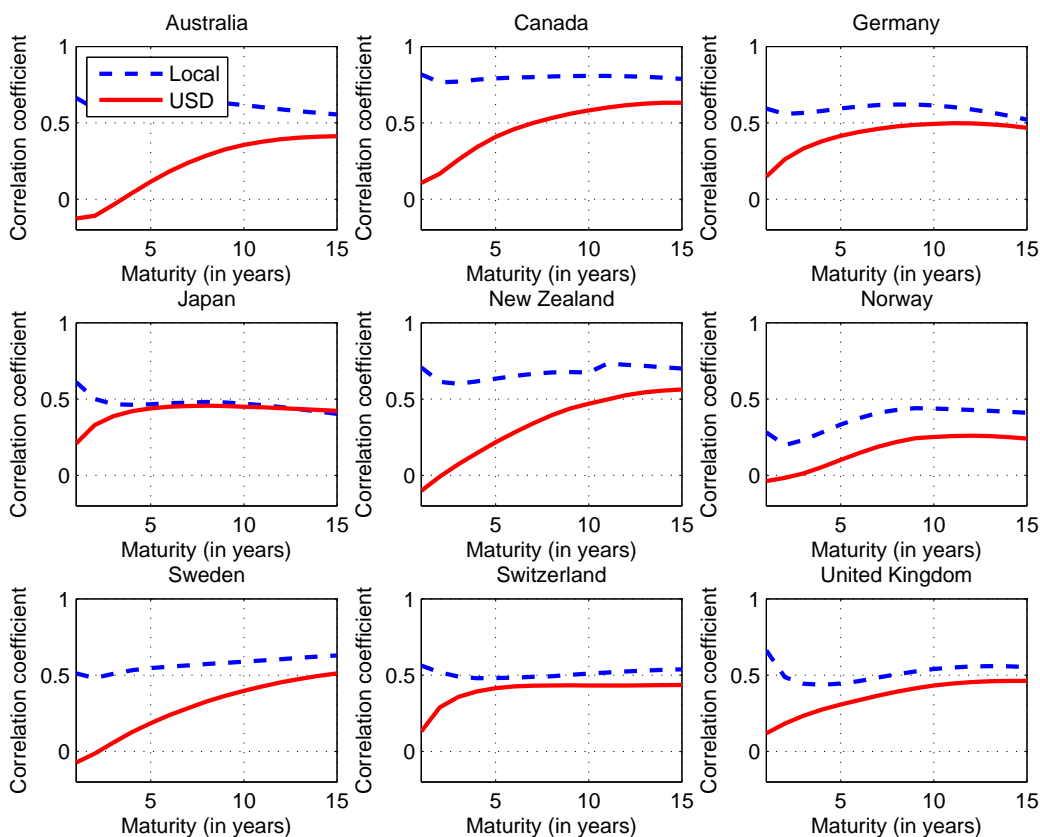 Australia
Correlation coefficient
1
0.5
0
5
10
15
Maturity (in years)
Local
USD
Canada
Correlation coefficient
1
0.5
0
5
10
15
Maturity (in years)
Germany
Correlation coefficient
1
0.5
0
5
10
15
Maturity (in years)
Japan
Correlation coefficient
1
0.5
0
5
10
15
Maturity (in years)
New Zealand
Correlation coefficient
1
0.5
0
5
10
15
Maturity (in years)
Norway
Correlation coefficient
1
0.5
0
5
10
15
Maturity (in years)
Sweden
Correlation coefficient
1
0.5
0
5
10
15
Maturity (in years)
Switzerland
Correlation coefficient
1
0.5
0
5
10
15
Maturity (in years)
United Kingdom
Correlation coefficient
1
0.5
0
5
10
15
Maturity (in years)